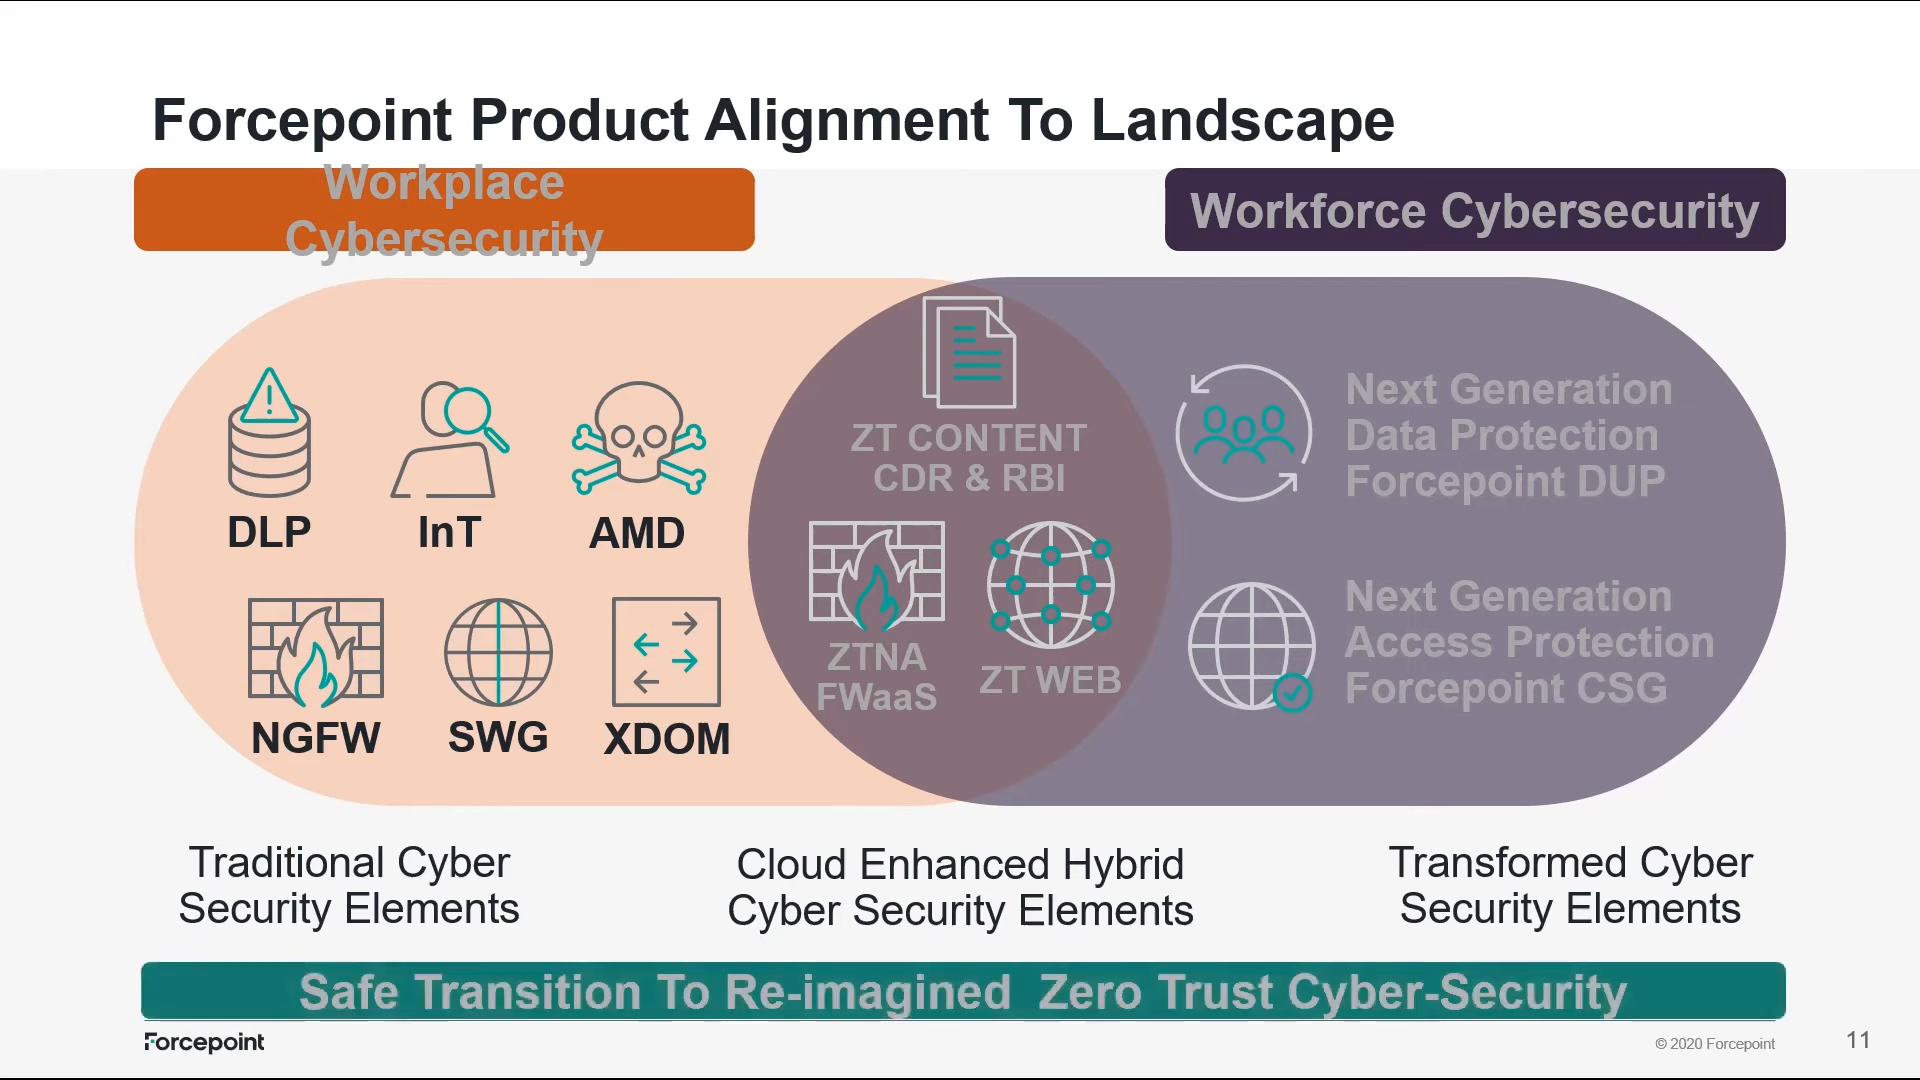 Forcepoint Product Alignment To Landscape
Workplace
Cybersecurity
Workforce Cybersecurity
DLP
InT
AMD
NGFW
SWG
XDOM
ZT CONTENT
CDR & RBI
ZTNA
FWaaS
ZT WEB
Next Generation
Data Protection
Forcepoint DUP
Next Generation
Access Protection
Forcepoint CSG
Traditional Cyber
Security Elements
Cloud Enhanced Hybrid
Cyber Security Elements
Transformed Cyber
Security Elements
Safe Transition To Re-imagined  Zero Trust Cyber-Security
Forcepoint
© 2020 Forcepoint
11